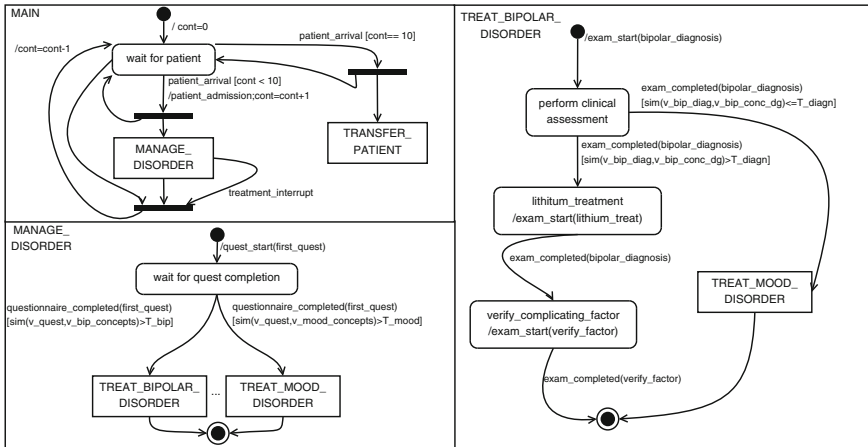 MAIN
/ cont=0
/cont=cont-1
wait for patient
patient_arrival [cont== 10]
patient_arrival [cont < 10]
/patient_admission;cont=cont+1
MANAGE_
DISORDER
TRANSFER_
PATIENT
treatment_interrupt
MANAGE_
DISORDER
/quest_start(first_quest)
wait for quest completion
questionnaire_completed(first_quest)
[sim(v_quest,v_bip_concepts)>T_bip]
questionnaire_completed(first_quest)
[sim(v_quest,v_mood_concepts)>T_mood]
TREAT_BIPOLAR_
DISORDER
...
TREAT_MOOD_
DISORDER
TREAT_BIPOLAR_
DISORDER
/exam_start(bipolar_diagnosis)
perform clinical
assessment
exam_completed(bipolar_diagnosis)
[sim(v_bip_diag,v_bip_conc_dg)<=T_diagn]
exam_completed(bipolar_diagnosis)
[sim(v_bip_diag,v_bip_conc_dg)>T_diagn]
lithitum_treatment
/exam_start(lithium_treat)
exam_completed(bipolar_diagnosis)
TREAT_MOOD_
DISORDER
verify_complicating_factor
/exam_start(verify_factor)
exam_completed(verify_factor)